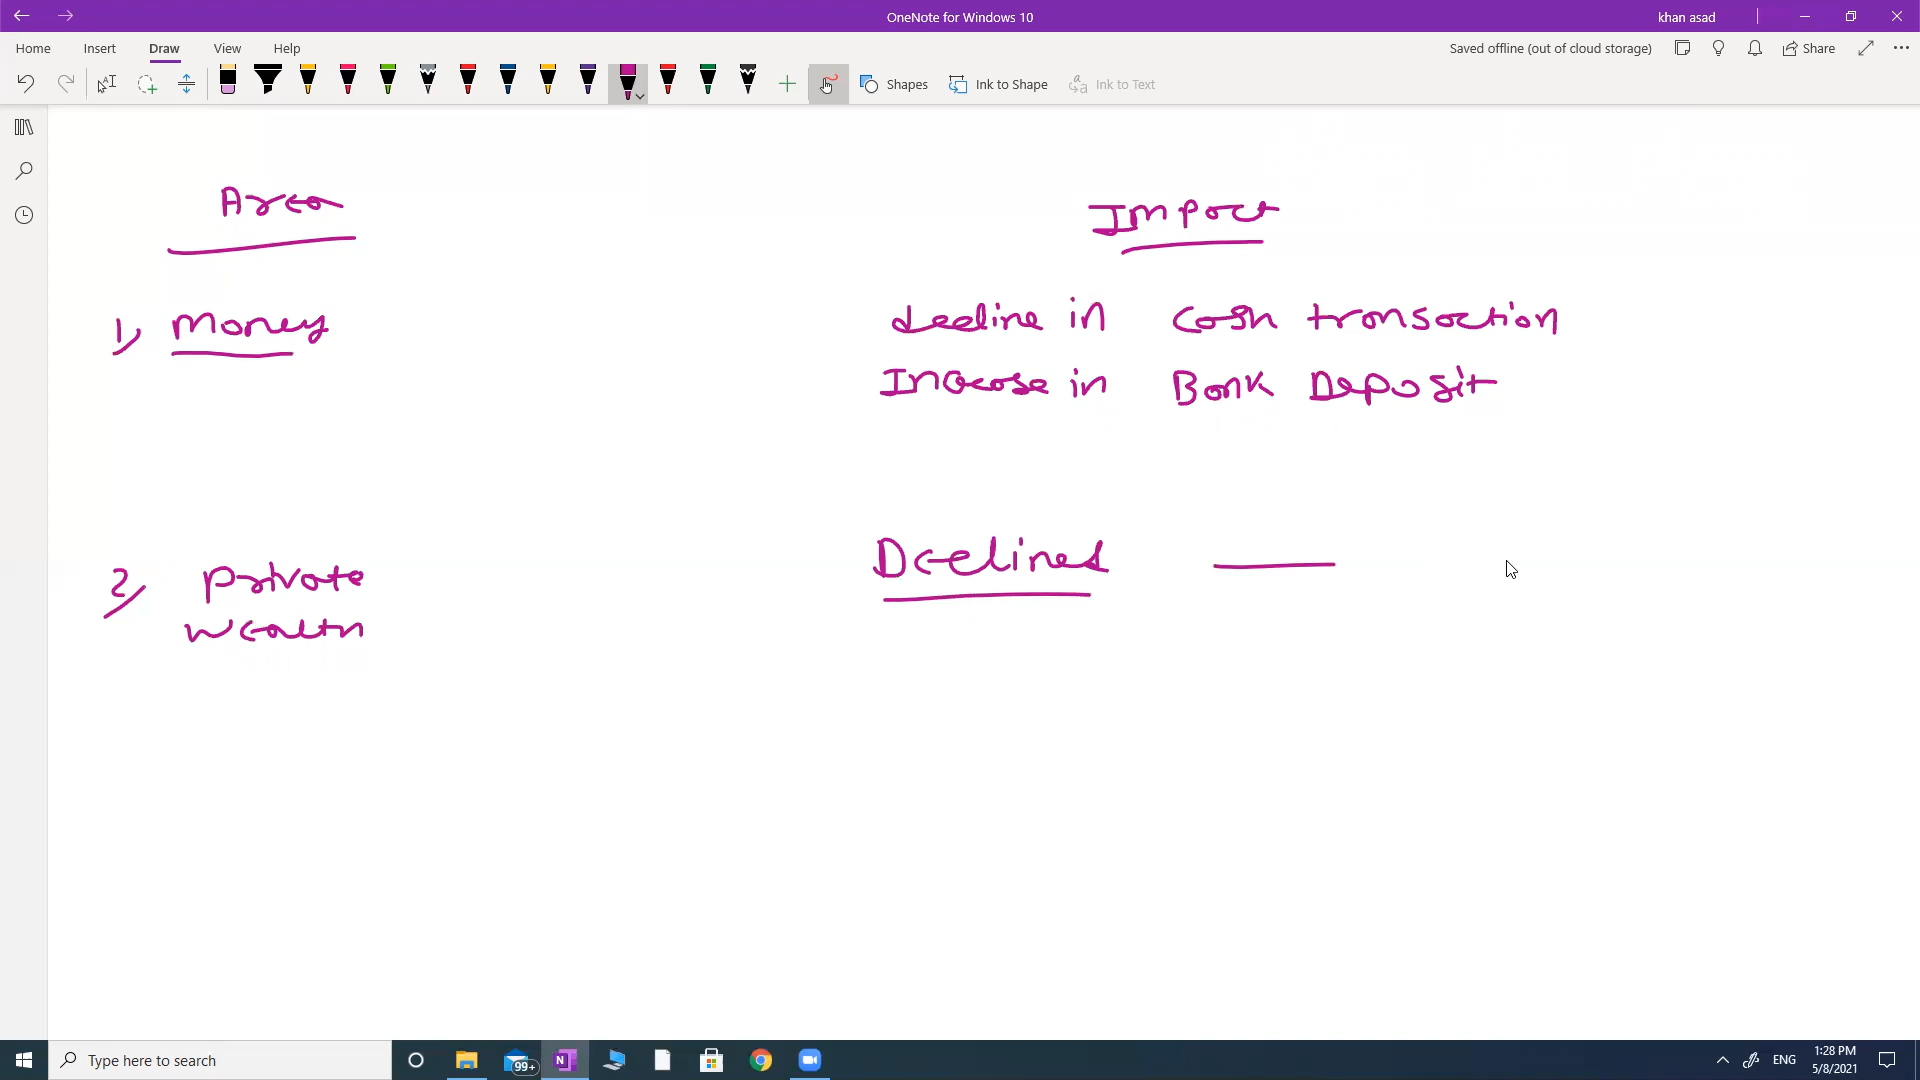 OneNote for Windows 10
khan asad
Home Insert Draw View Help
Saved offline (out of cloud storage)
Share
Shapes
Ink to Shape
Ink to Text
Area
Impact
1) Money
decline in Cash transaction
Increase in Bank Deposit
2) Private
Wealth
Declined
Type here to search
99+
ENG
1:28 PM
5/8/2021